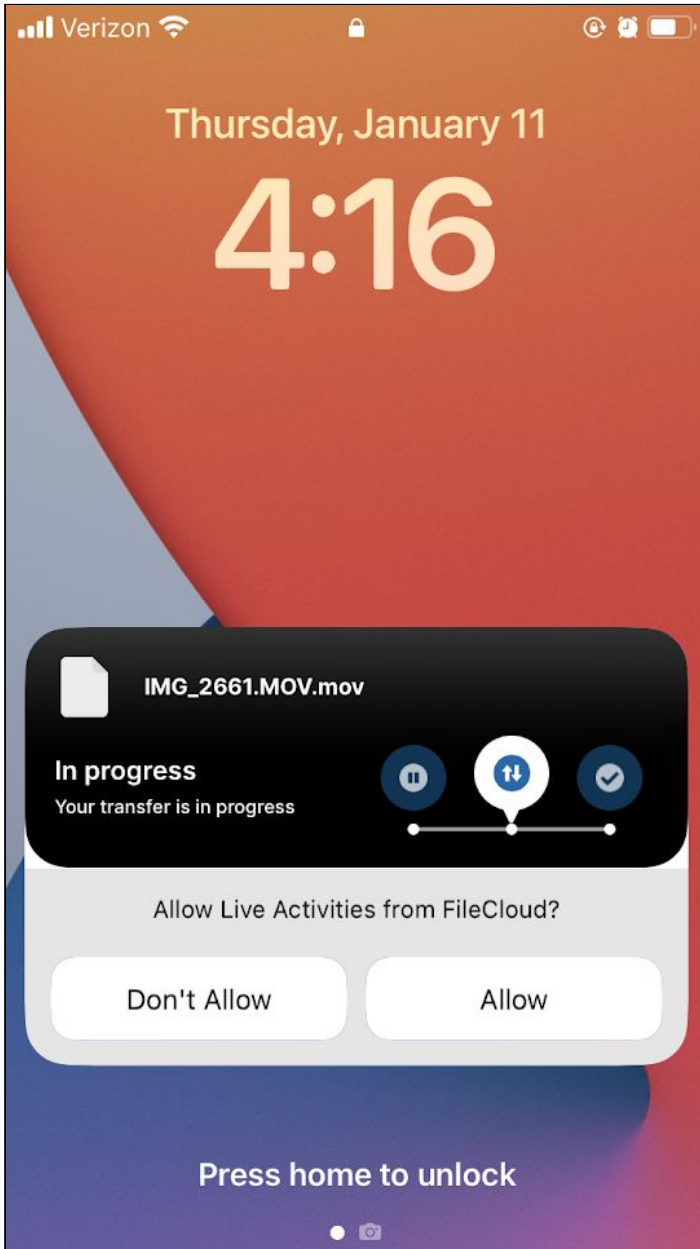 Verizon
Thursday, January 11
4:16
IMG_2661.MOV.mov
In progress
Your transfer is in progress
Allow Live Activities from FileCloud?
Don't Allow
Allow
Press home to unlock